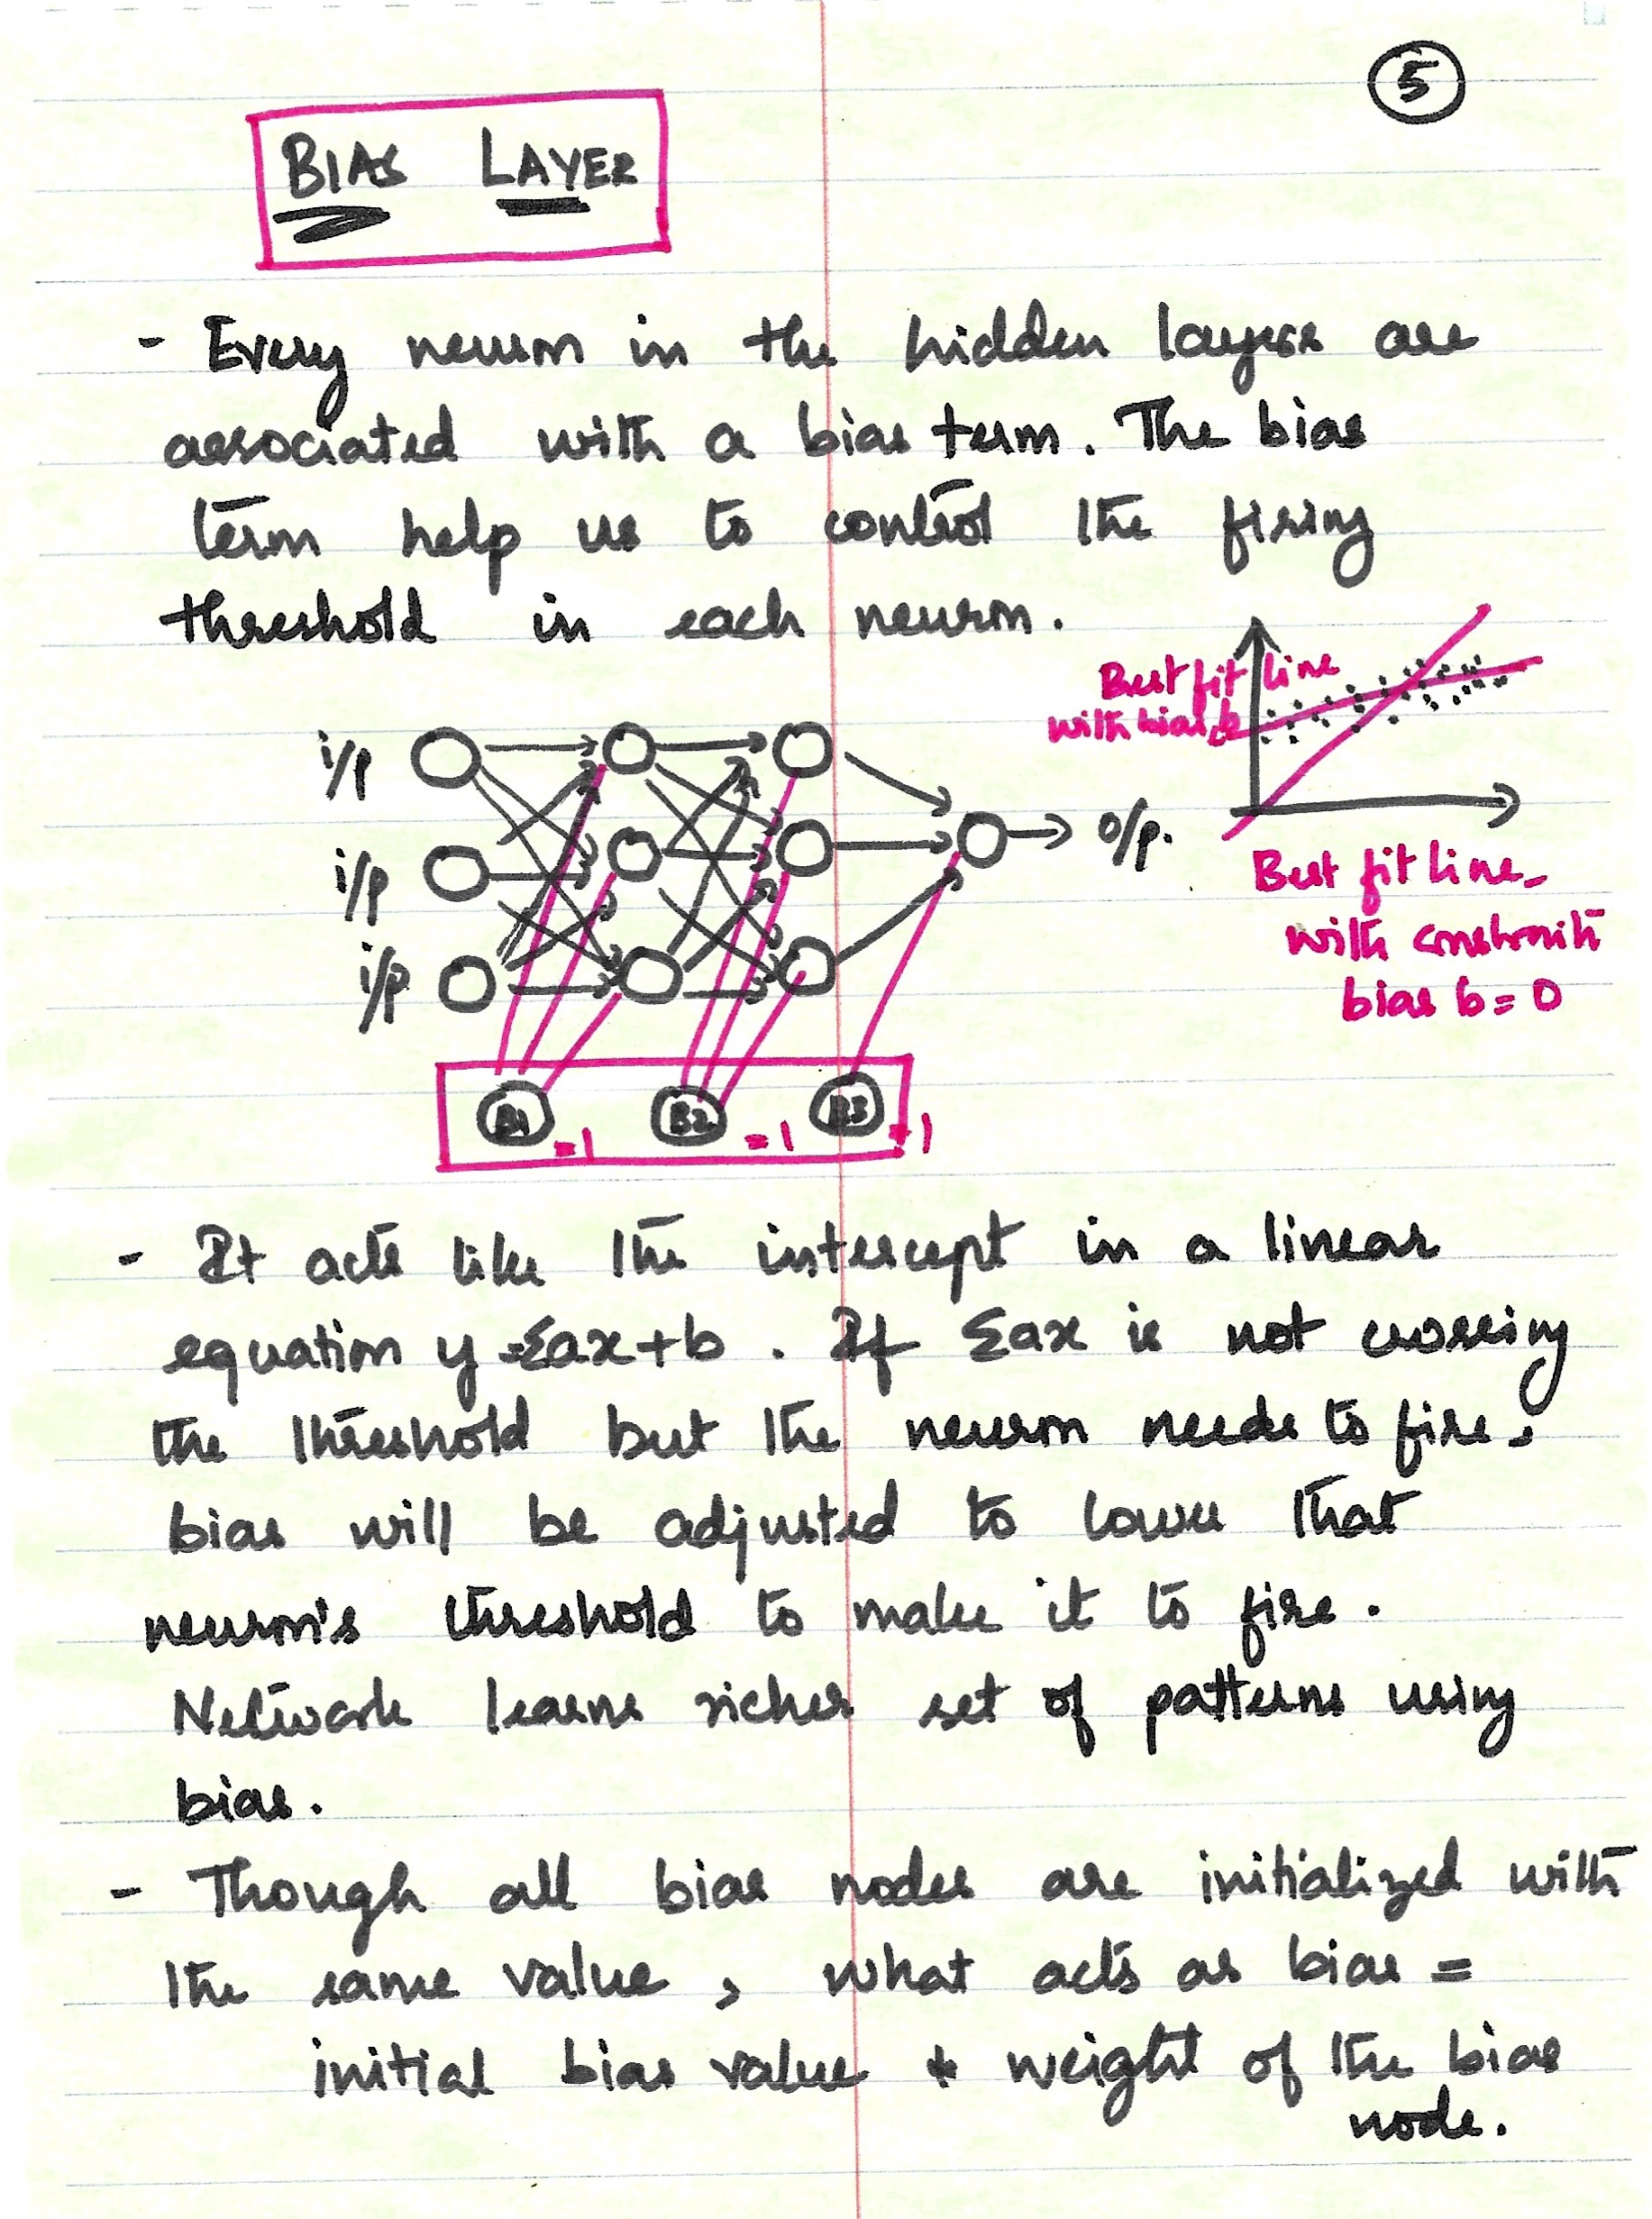 5
BIAS LAYER
- Every neuron in the hidden layers are
associated with a bias term. The bias
term help us to control the firing
threshold in each neuron.
Best fit line
with bias b
i/p
i/p
i/p
o/p.
Best fit line
with constraint
bias b = 0
B1 = 1 B2 = 1 B3 = 1
- It acts like the intercept in a linear
equation y = Σax + b . If Σax is not crossing
the threshold but the neuron needs to fire,
bias will be adjusted to lower that
neuron's threshold to make it to fire.
Network learns richer set of patterns using
bias.
- Though all bias nodes are initialized with
the same value, what acts as bias =
initial bias value * weight of the bias
node.